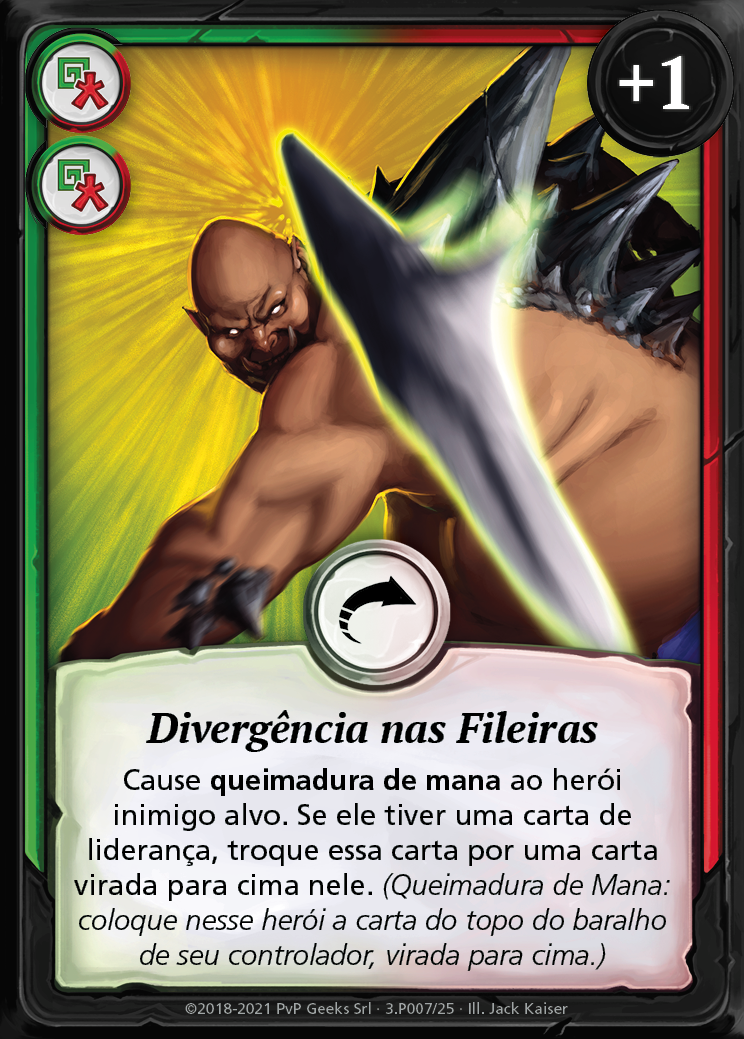 +1
Divergência nas Fileiras
Cause queimadura de mana ao herói
inimigo alvo. Se ele tiver uma carta de
liderança, troque essa carta por uma carta
virada para cima nele. (Queimadura de Mana:
coloque nesse herói a carta do topo do baralho
de seu controlador, virada para cima.)
©2018-2021 PvP Geeks Srl · 3.P007/25 · Ill. Jack Kaiser